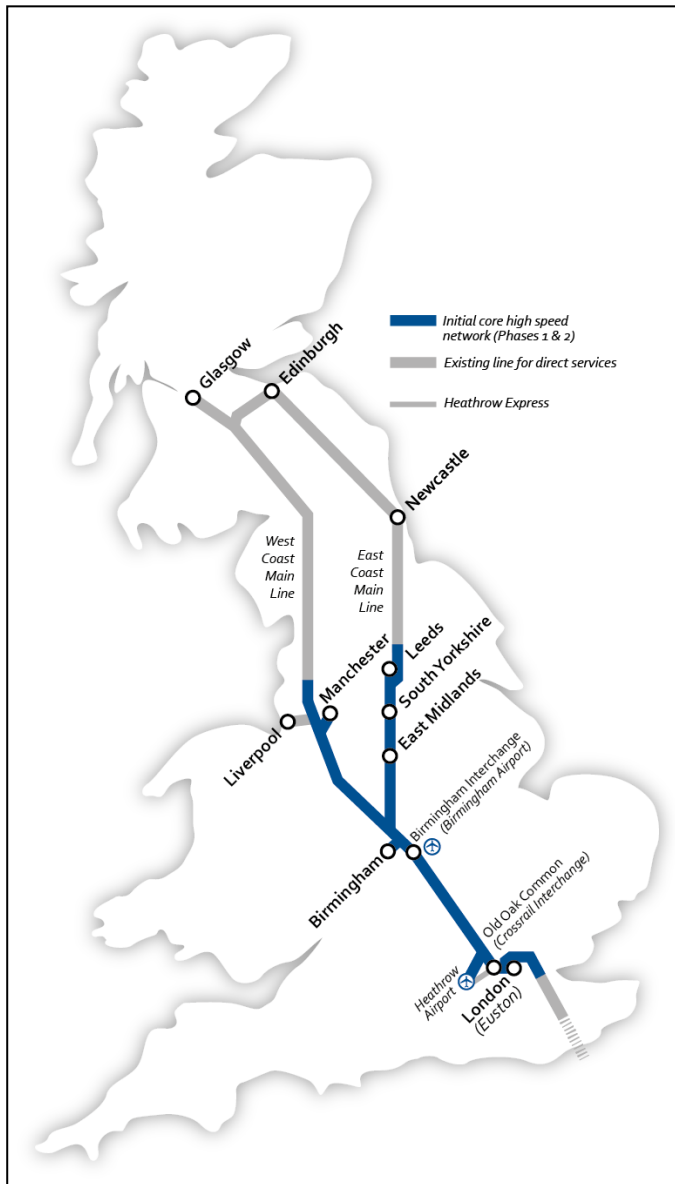 Initial core high speed
network (Phases 1 & 2)
Existing line for direct services
Heathrow Express
Glasgow
Edinburgh
Newcastle
West
Coast
Main
Line
East
Coast
Main
Line
Manchester
Leeds
South Yorkshire
East Midlands
Liverpool
Birmingham Interchange
(Birmingham Airport)
Birmingham
Old Oak Common
(Crossrail Interchange)
Heathrow
Airport
London
(Euston)